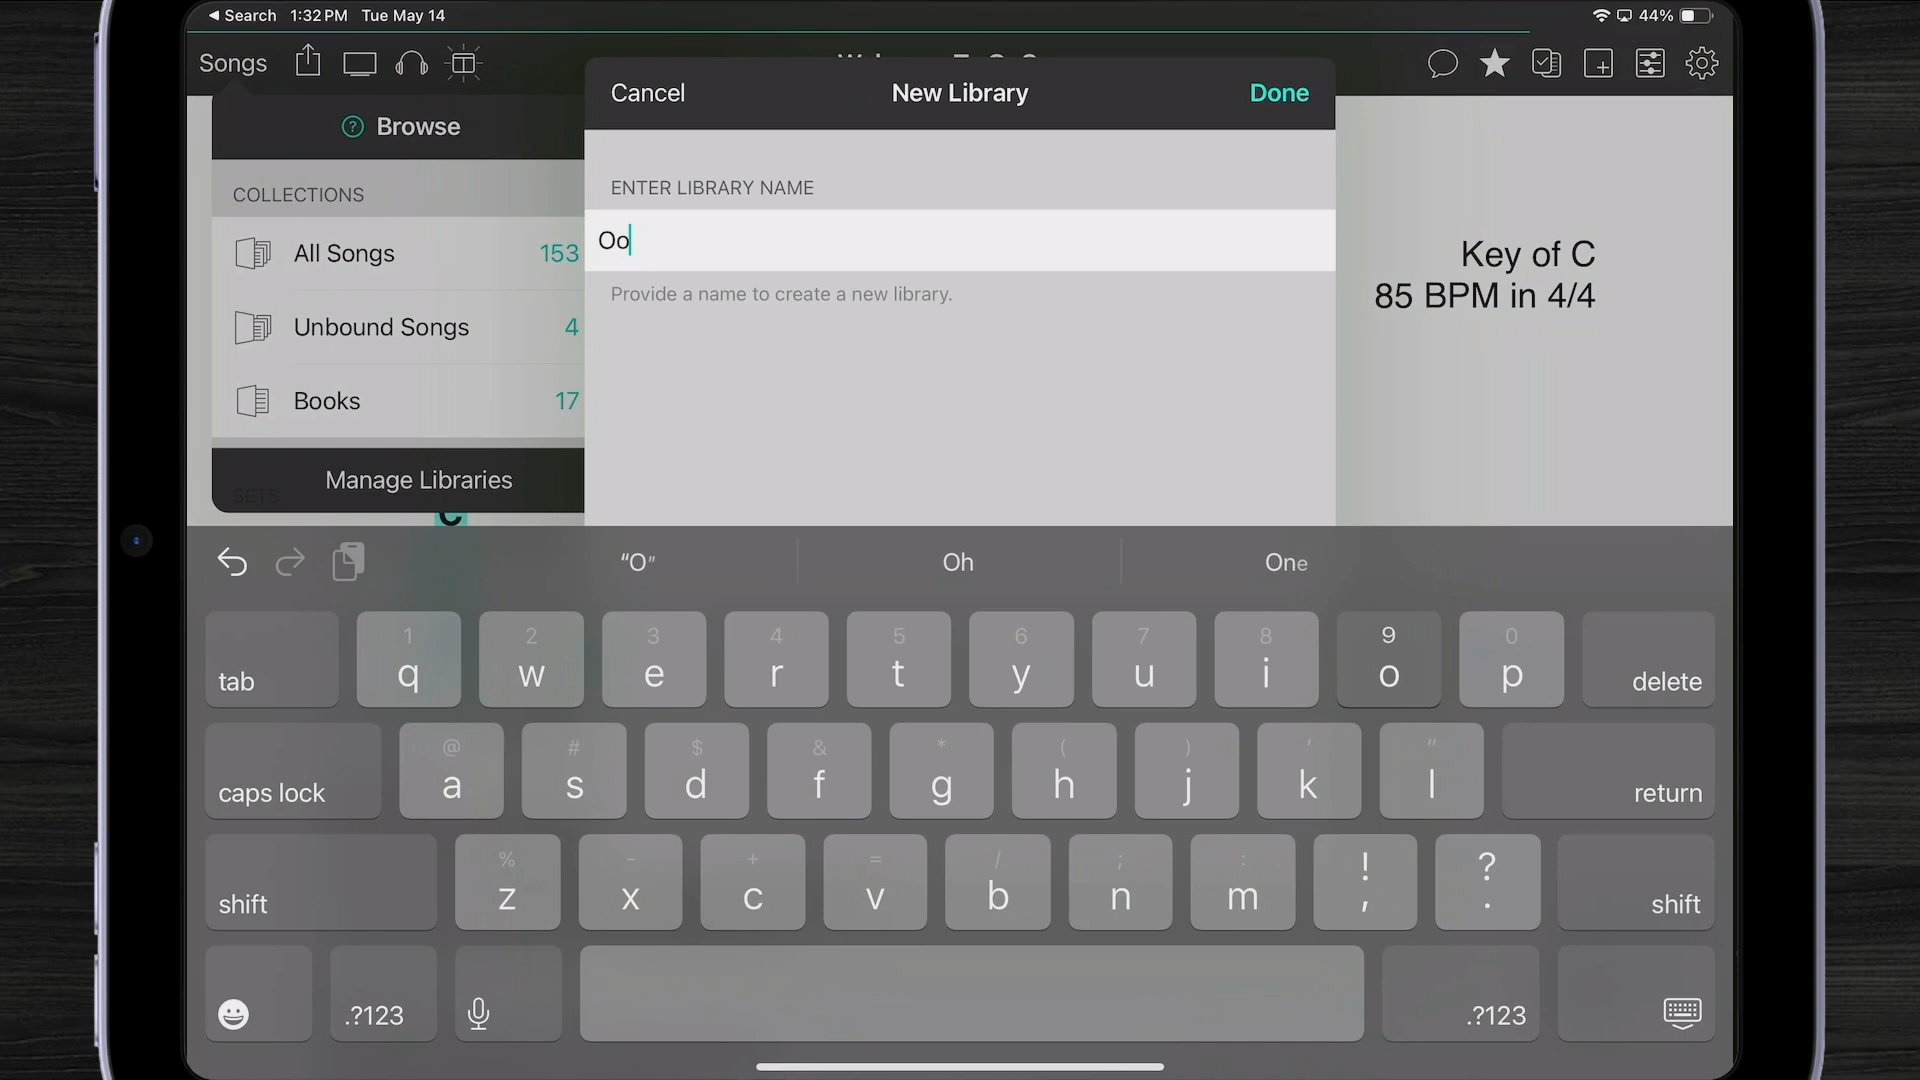 ◀ Search 1:32 PM Tue May 14
44%
Songs
Cancel New Library Done
? Browse
COLLECTIONS
All Songs 153
Unbound Songs 4
Books 17
SETS
Manage Libraries
C
ENTER LIBRARY NAME
Oo
Provide a name to create a new library.
Key of C
85 BPM in 4/4
“O” Oh One
tab 1 q 2 w 3 e 4 r 5 t 6 y 7 u 8 i 9 o 0 p delete
caps lock @ a # s $ d & f * g ( h ) j ' k " l return
shift % z - x + c = v / b ; n : m ! , ? . shift
.?123 .?123